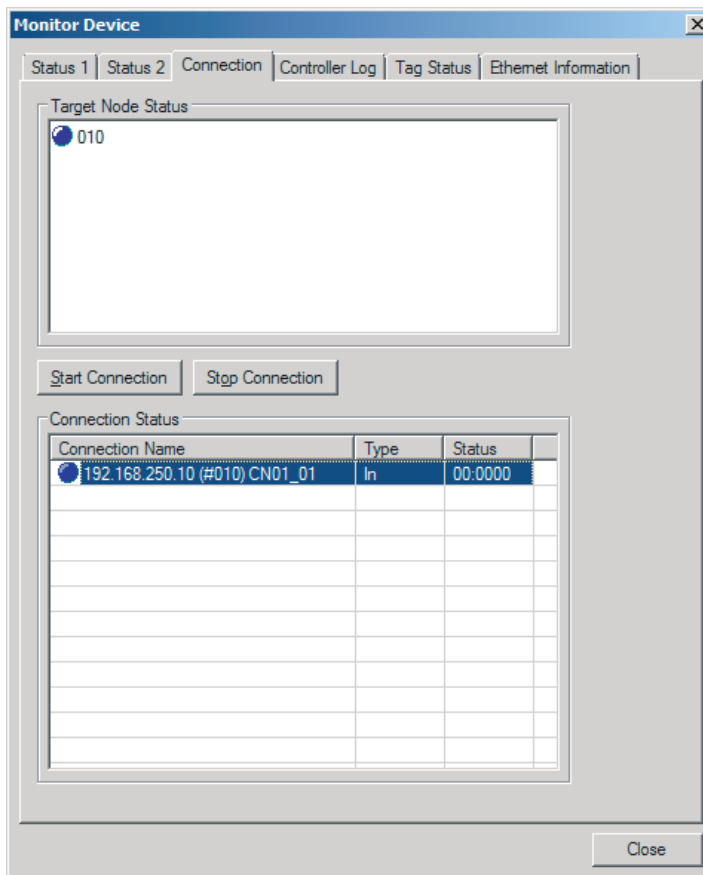 Monitor Device
Status 1 Status 2 Connection Controller Log Tag Status Ethernet Information
Target Node Status
010
Start Connection Stop Connection
Connection Status
Connection Name Type Status
192.168.250.10 (#010) CN01_01 In 00:0000
Close